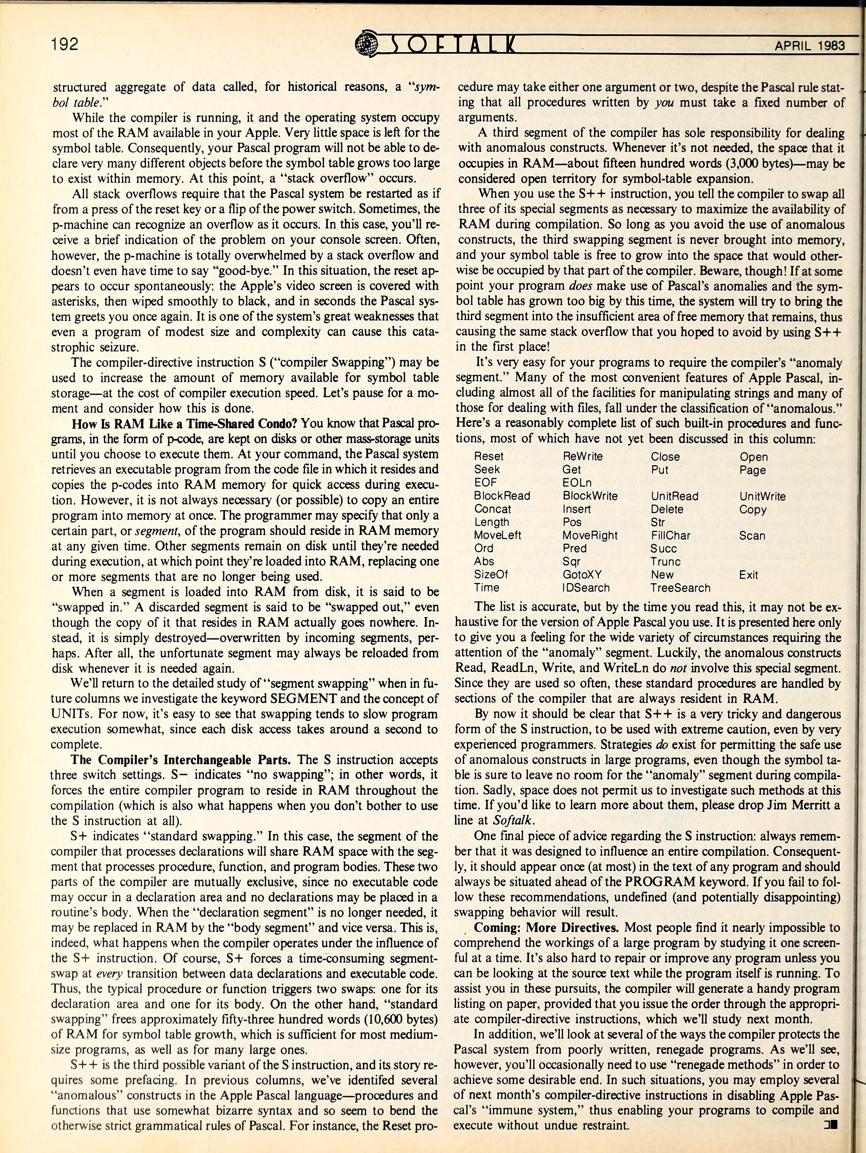 192
SOFTALK
APRIL 1983
structured aggregate of data called, for historical reasons, a "sym-
bol table."
While the compiler is running, it and the operating system occupy
most of the RAM available in your Apple. Very little space is left for the
symbol table. Consequently, your Pascal program will not be able to de-
clare very many different objects before the symbol table grows too large
to exist within memory. At this point, a "stack overflow" occurs.
All stack overflows require that the Pascal system be restarted as if
from a press of the reset key or a flip of the power switch. Sometimes, the
p-machine can recognize an overflow as it occurs. In this case, you'll re-
ceive a brief indication of the problem on your console screen. Often,
however, the p-machine is totally overwhelmed by a stack overflow and
doesn't even have time to say "good-bye." In this situation, the reset ap-
pears to occur spontaneously: the Apple's video screen is covered with
asterisks, then wiped smoothly to black, and in seconds the Pascal sys-
tem greets you once again. It is one of the system's great weaknesses that
even a program of modest size and complexity can cause this cata-
strophic seizure.
The compiler-directive instruction S ("compiler Swapping") may be
used to increase the amount of memory available for symbol table
storage—at the cost of compiler execution speed. Let's pause for a mo-
ment and consider how this is done.
How Is RAM Like a Time-Shared Condo? You know that Pascal pro-
grams, in the form of p-code, are kept on disks or other mass-storage units
until you choose to execute them. At your command, the Pascal system
retrieves an executable program from the code file in which it resides and
copies the p-codes into RAM memory for quick access during execu-
tion. However, it is not always necessary (or possible) to copy an entire
program into memory at once. The programmer may specify that only a
certain part, or segment, of the program should reside in RAM memory
at any given time. Other segments remain on disk until they're needed
during execution, at which point they're loaded into RAM, replacing one
or more segments that are no longer being used.
When a segment is loaded into RAM from disk, it is said to be
"swapped in." A discarded segment is said to be "swapped out," even
though the copy of it that resides in RAM actually goes nowhere. In-
stead, it is simply destroyed—overwritten by incoming segments, per-
haps. After all, the unfortunate segment may always be reloaded from
disk whenever it is needed again.
We'll return to the detailed study of "segment swapping" when in fu-
ture columns we investigate the keyword SEGMENT and the concept of
UNITs. For now, it's easy to see that swapping tends to slow program
execution somewhat, since each disk access takes around a second to
complete.
The Compiler's Interchangeable Parts. The S instruction accepts
three switch settings. S− indicates "no swapping"; in other words, it
forces the entire compiler program to reside in RAM throughout the
compilation (which is also what happens when you don't bother to use
the S instruction at all).
S+ indicates "standard swapping." In this case, the segment of the
compiler that processes declarations will share RAM space with the seg-
ment that processes procedure, function, and program bodies. These two
parts of the compiler are mutually exclusive, since no executable code
may occur in a declaration area and no declarations may be placed in a
routine's body. When the "declaration segment" is no longer needed, it
may be replaced in RAM by the "body segment" and vice versa. This is,
indeed, what happens when the compiler operates under the influence of
the S+ instruction. Of course, S+ forces a time-consuming segment-
swap at every transition between data declarations and executable code.
Thus, the typical procedure or function triggers two swaps: one for its
declaration area and one for its body. On the other hand, "standard
swapping" frees approximately fifty-three hundred words (10,600 bytes)
of RAM for symbol table growth, which is sufficient for most medium-
size programs, as well as for many large ones.
S++ is the third possible variant of the S instruction, and its story re-
quires some prefacing. In previous columns, we've identifed several
"anomalous" constructs in the Apple Pascal language—procedures and
functions that use somewhat bizarre syntax and so seem to bend the
otherwise strict grammatical rules of Pascal. For instance, the Reset pro-
cedure may take either one argument or two, despite the Pascal rule stat-
ing that all procedures written by you must take a fixed number of
arguments.
A third segment of the compiler has sole responsibility for dealing
with anomalous constructs. Whenever it's not needed, the space that it
occupies in RAM—about fifteen hundred words (3,000 bytes)—may be
considered open territory for symbol-table expansion.
When you use the S++ instruction, you tell the compiler to swap all
three of its special segments as necessary to maximize the availability of
RAM during compilation. So long as you avoid the use of anomalous
constructs, the third swapping segment is never brought into memory,
and your symbol table is free to grow into the space that would other-
wise be occupied by that part of the compiler. Beware, though! If at some
point your program does make use of Pascal's anomalies and the sym-
bol table has grown too big by this time, the system will try to bring the
third segment into the insufficient area of free memory that remains, thus
causing the same stack overflow that you hoped to avoid by using S++
in the first place!
It's very easy for your programs to require the compiler's "anomaly
segment." Many of the most convenient features of Apple Pascal, in-
cluding almost all of the facilities for manipulating strings and many of
those for dealing with files, fall under the classification of "anomalous."
Here's a reasonably complete list of such built-in procedures and func-
tions, most of which have not yet been discussed in this column:
Reset ReWrite Close Open
Seek Get Put Page
EOF EOLn
BlockRead BlockWrite UnitRead UnitWrite
Concat Insert Delete Copy
Length Pos Str
MoveLeft MoveRight FillChar Scan
Ord Pred Succ
Abs Sqr Trunc
SizeOf GotoXY New Exit
Time IDSearch TreeSearch
The list is accurate, but by the time you read this, it may not be ex-
haustive for the version of Apple Pascal you use. It is presented here only
to give you a feeling for the wide variety of circumstances requiring the
attention of the "anomaly" segment. Luckily, the anomalous constructs
Read, ReadLn, Write, and WriteLn do not involve this special segment.
Since they are used so often, these standard procedures are handled by
sections of the compiler that are always resident in RAM.
By now it should be clear that S++ is a very tricky and dangerous
form of the S instruction, to be used with extreme caution, even by very
experienced programmers. Strategies do exist for permitting the safe use
of anomalous constructs in large programs, even though the symbol ta-
ble is sure to leave no room for the "anomaly" segment during compila-
tion. Sadly, space does not permit us to investigate such methods at this
time. If you'd like to learn more about them, please drop Jim Merritt a
line at Softalk.
One final piece of advice regarding the S instruction: always remem-
ber that it was designed to influence an entire compilation. Consequent-
ly, it should appear once (at most) in the text of any program and should
always be situated ahead of the PROGRAM keyword. If you fail to fol-
low these recommendations, undefined (and potentially disappointing)
swapping behavior will result.
Coming: More Directives. Most people find it nearly impossible to
comprehend the workings of a large program by studying it one screen-
ful at a time. It's also hard to repair or improve any program unless you
can be looking at the source text while the program itself is running. To
assist you in these pursuits, the compiler will generate a handy program
listing on paper, provided that you issue the order through the appropri-
ate compiler-directive instructions, which we'll study next month.
In addition, we'll look at several of the ways the compiler protects the
Pascal system from poorly written, renegade programs. As we'll see,
however, you'll occasionally need to use "renegade methods" in order to
achieve some desirable end. In such situations, you may employ several
of next month's compiler-directive instructions in disabling Apple Pas-
cal's "immune system," thus enabling your programs to compile and
execute without undue restraint.